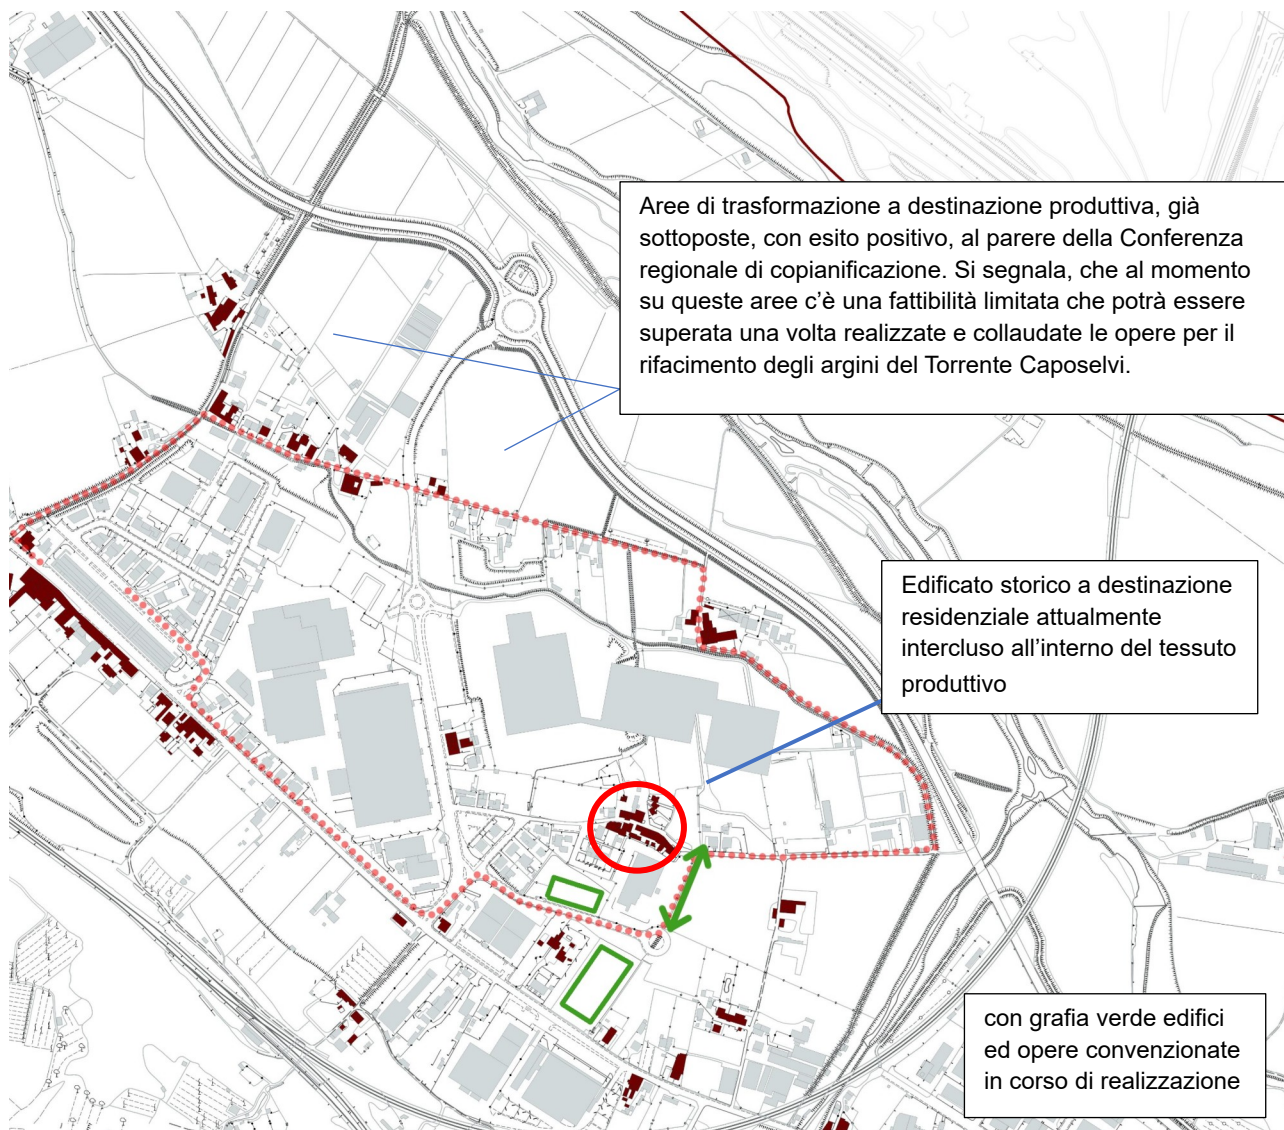 Aree di trasformazione a destinazione produttiva, già
sottoposte, con esito positivo, al parere della Conferenza
regionale di copianificazione. Si segnala, che al momento
su queste aree c’è una fattibilità limitata che potrà essere
superata una volta realizzate e collaudate le opere per il
rifacimento degli argini del Torrente Caposelvi.
Edificato storico a destinazione
residenziale attualmente
intercluso all’interno del tessuto
produttivo
con grafia verde edifici
ed opere convenzionate
in corso di realizzazione